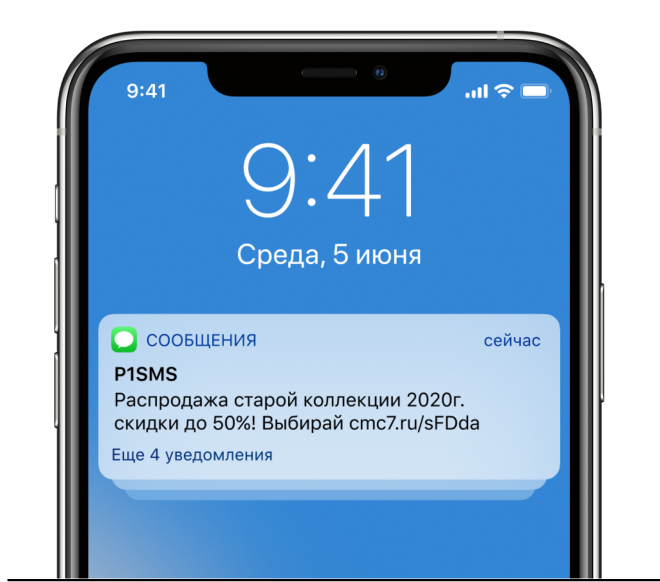 9:41
9:41
Среда, 5 июня
СООБЩЕНИЯ сейчас
P1SMS
Распродажа старой коллекции 2020г.
скидки до 50%! Выбирай cmc7.ru/sFDda
Еще 4 уведомления